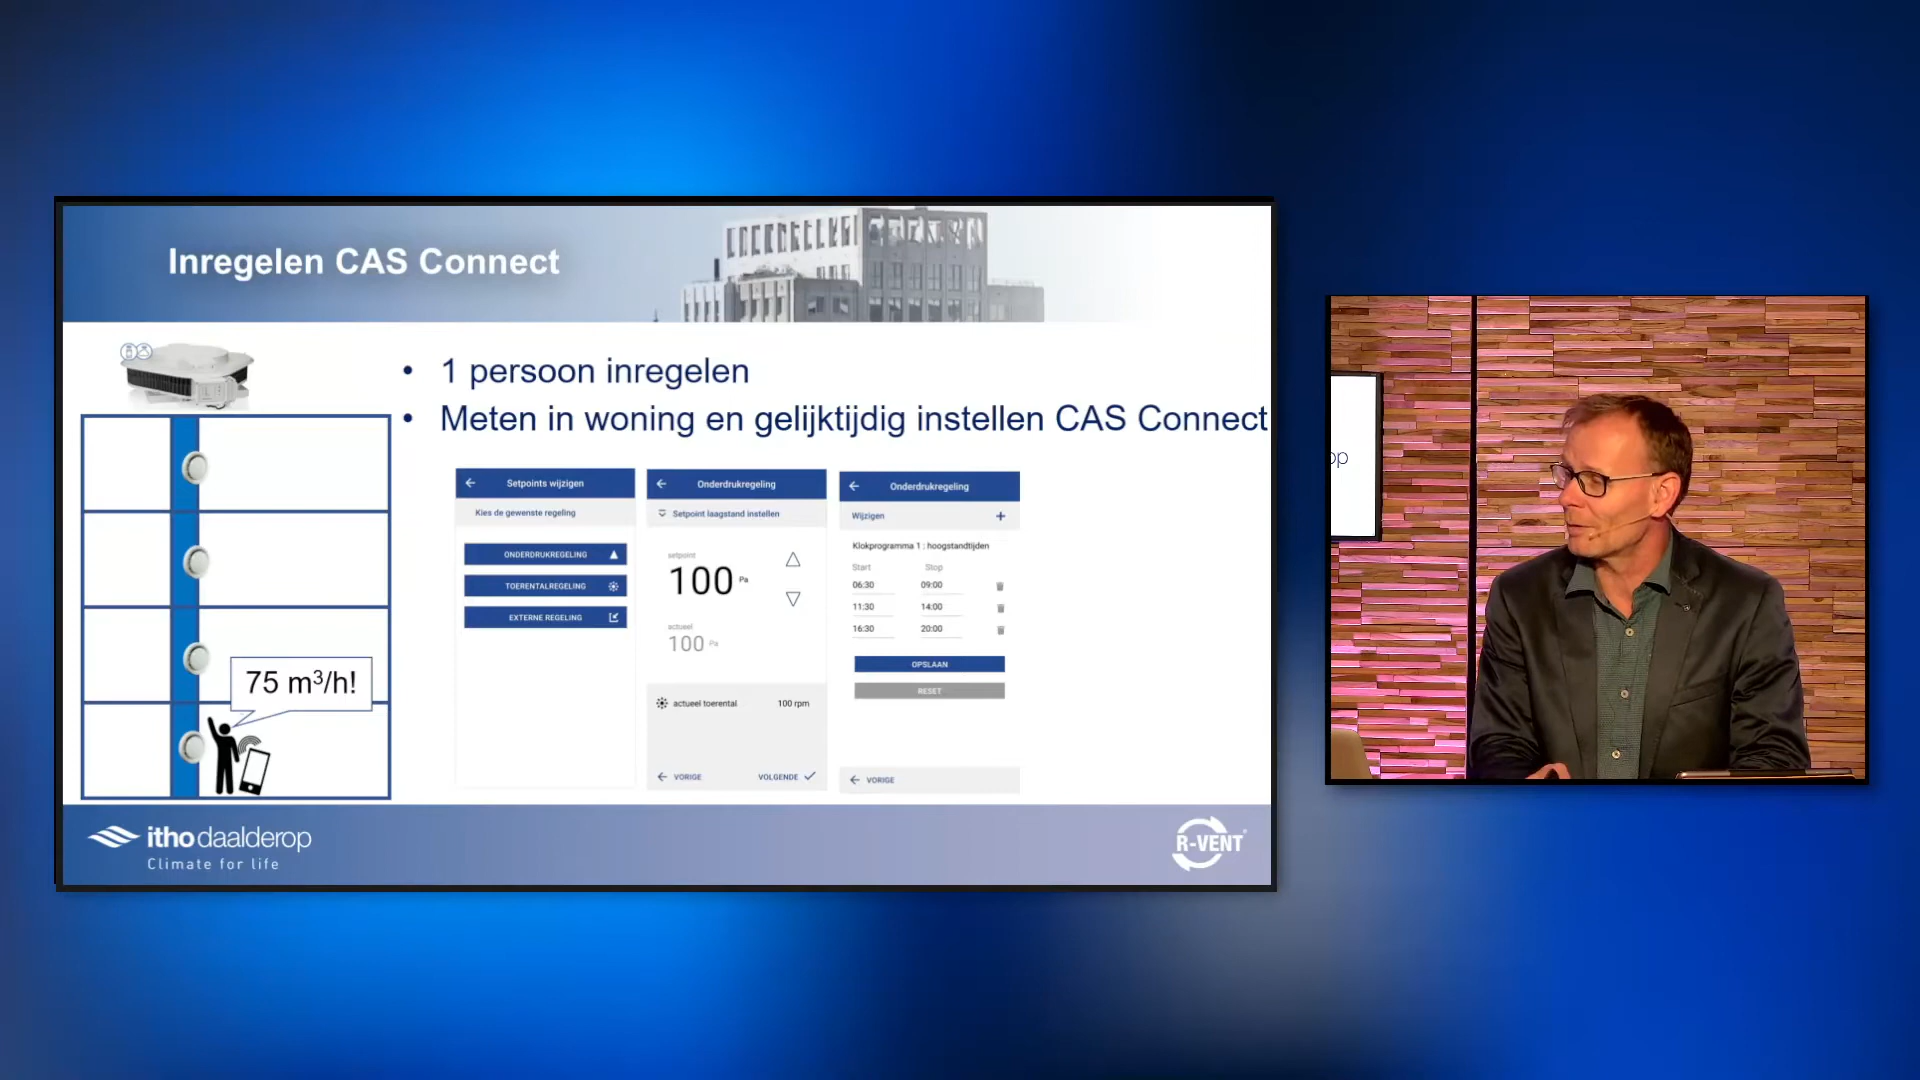 Inregelen CAS Connect
• 1 persoon inregelen
• Meten in woning en gelijktijdig instellen CAS Connect
75 m³/h!
Setpoints wijzigen
Kies de gewenste regeling
ONDERDRUKREGELING
TOERENTALREGELING
EXTERNE REGELING
Onderdrukregeling
Setpoint laagstand instellen
setpoint
100 Pa
actueel
100 Pa
actueel toerental 100 rpm
VORIGE VOLGENDE
Onderdrukregeling
Wijzigen +
Klokprogramma 1 : hoogstandtijden
Start Stop
06:30 09:00
11:30 14:00
16:30 20:00
OPSLAAN
RESET
VORIGE
ithodaalderop
Climate for life
R-VENT
op